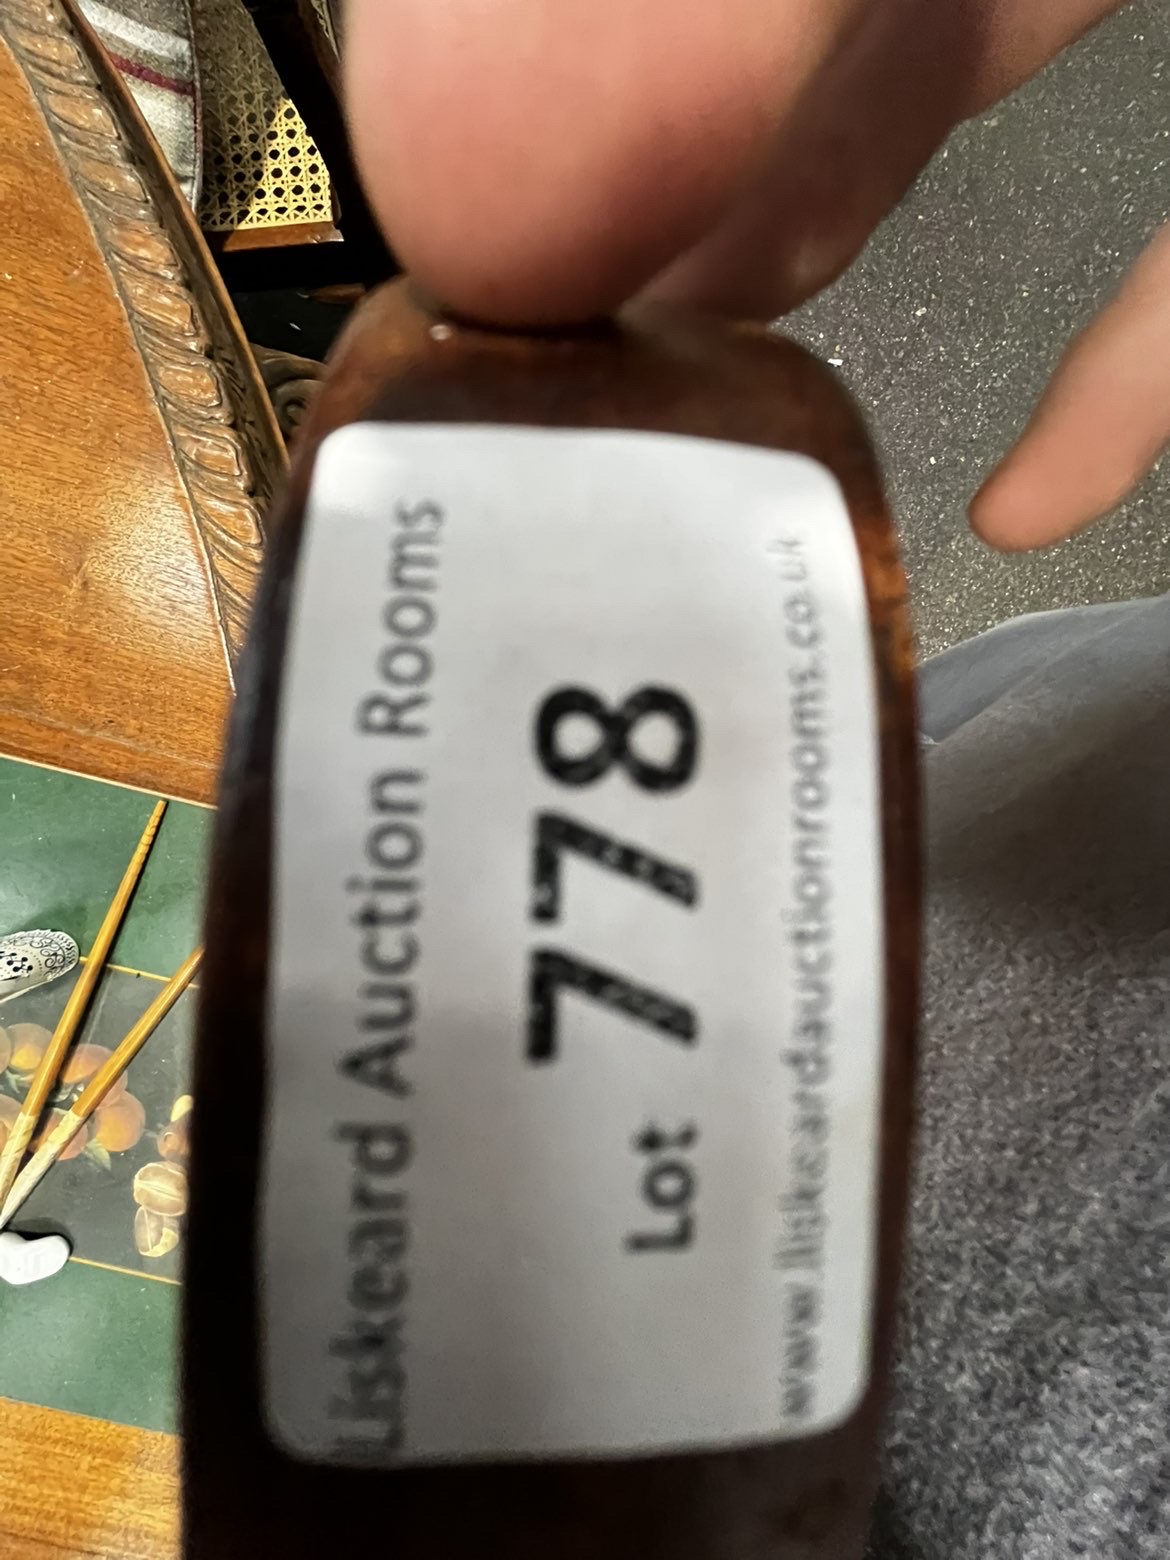 Liskeard Auction Rooms
Lot 778
www.liskeardauctionrooms.co.uk